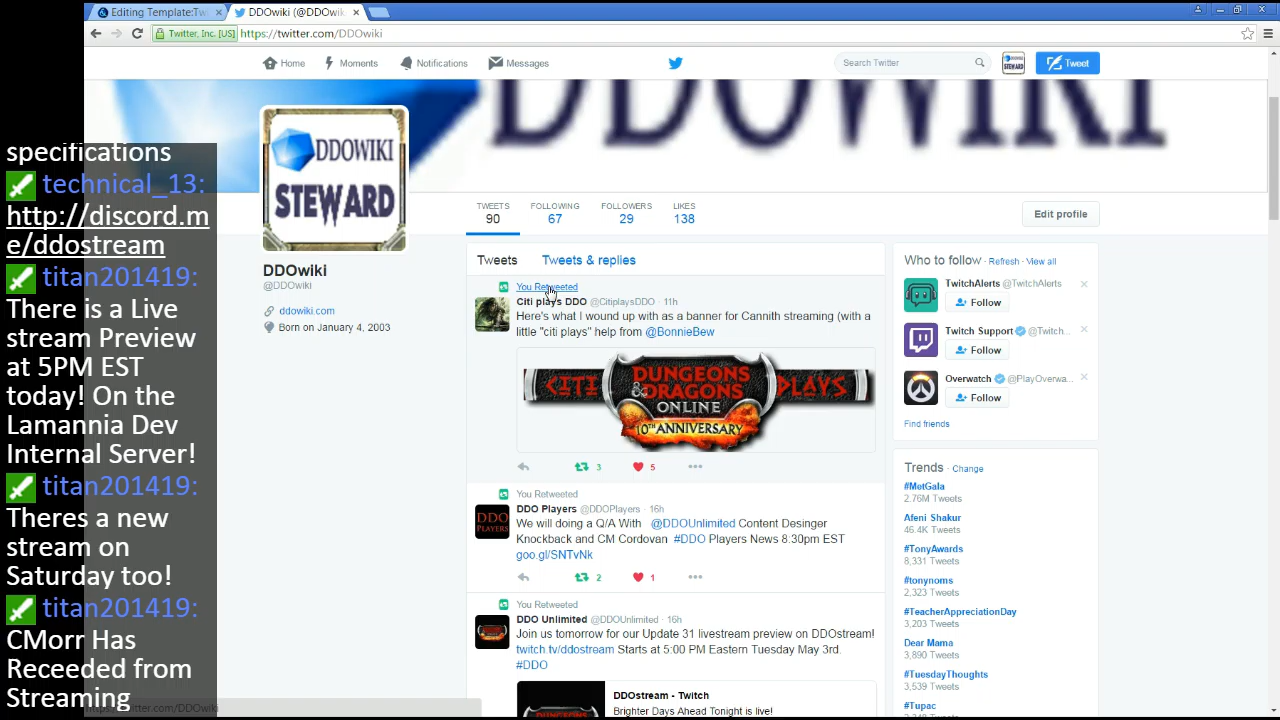 Editing Template:Tw
DDOwiki (@DDOwik
Twitter, Inc. [US]
https://twitter.com/DDOwiki
Home
Moments
Notifications
Messages
Search Twitter
Tweet
DDOWIKI
DDOWIKI
STEWARD
TWEETS
90
FOLLOWING
67
FOLLOWERS
29
LIKES
138
Edit profile
DDOwiki
@DDOwiki
ddowiki.com
Born on January 4, 2003
Tweets
Tweets & replies
You Retweeted
Citi plays DDO @CitiplaysDDO · 11h
Here's what I wound up with as a banner for Cannith streaming (with a
little "citi plays" help from @BonnieBew
CITI
DUNGEONS
& DRAGONS
ONLINE
10TH ANNIVERSARY
PLAYS
3
5
You Retweeted
DDO Players @DDOPlayers · 16h
We will doing a Q/A With @DDOUnlimited Content Desinger
Knockback and CM Cordovan #DDO Players News 8:30pm EST
goo.gl/SNTvNk
2
1
You Retweeted
DDO Unlimited @DDOUnlimited · 16h
Join us tomorrow for our Update 31 livestream preview on DDOstream!
twitch.tv/ddostream Starts at 5:00 PM Eastern Tuesday May 3rd.
#DDO
DDOstream - Twitch
Brighter Days Ahead Tonight is live!
Who to follow · Refresh · View all
TwitchAlerts @TwitchAlerts
Follow
Twitch Support @Twitch...
Follow
Overwatch @PlayOverwa...
Follow
Find friends
Trends · Change
#MetGala
2.76M Tweets
Afeni Shakur
46.4K Tweets
#TonyAwards
8,331 Tweets
#tonynoms
2,323 Tweets
#TeacherAppreciationDay
3,203 Tweets
Dear Mama
3,890 Tweets
#TuesdayThoughts
3,539 Tweets
#Tupac
specifications
technical_13:
http://discord.m
e/ddostream
titan201419:
There is a Live
stream Preview
at 5PM EST
today! On the
Lamannia Dev
Internal Server!
titan201419:
Theres a new
stream on
Saturday too!
titan201419:
CMorr Has
Receeded from
Streaming
https://twitter.com/DDOwiki